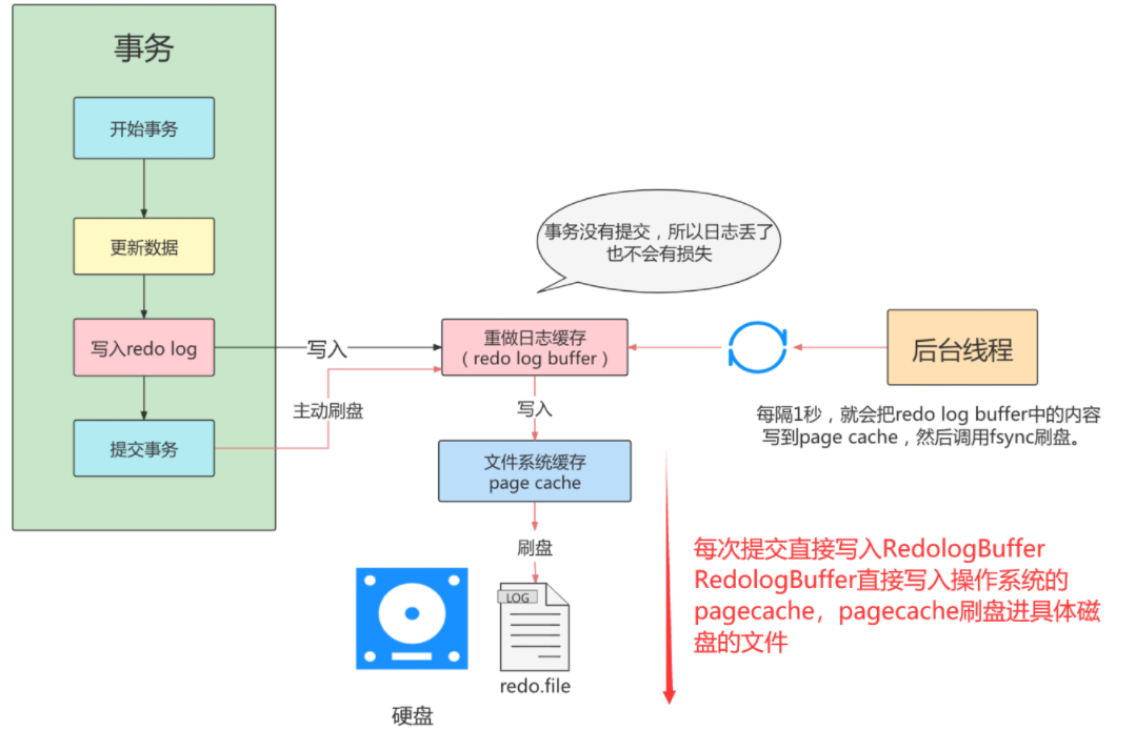 事务
开始事务
更新数据
写入redo log
提交事务
写入
主动刷盘
事务没有提交，所以日志丢了
也不会有损失
重做日志缓存
（redo log buffer）
写入
文件系统缓存
page cache
刷盘
LOG
redo.file
硬盘
后台线程
每隔1秒，就会把redo log buffer中的内容
写到page cache，然后调用fsync刷盘。
每次提交直接写入RedologBuffer
RedologBuffer直接写入操作系统的
pagecache，pagecache刷盘进具体磁
盘的文件